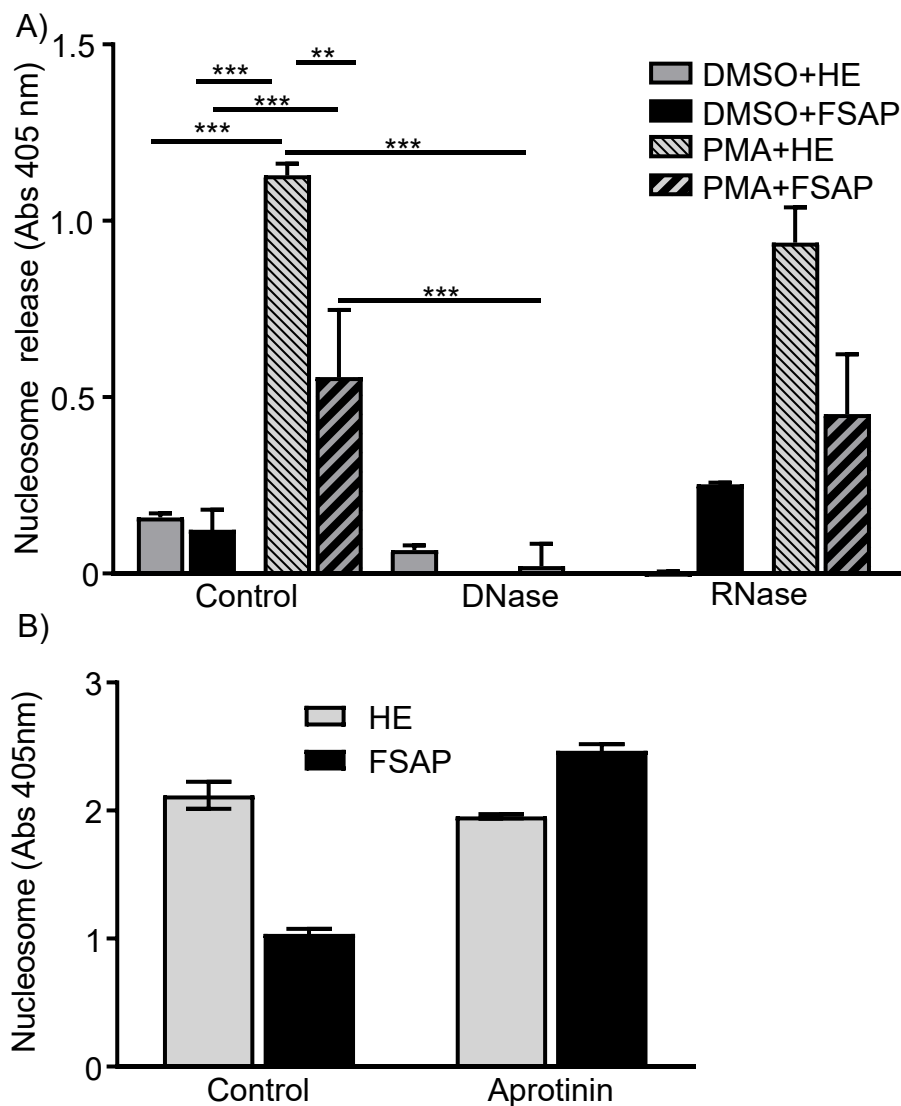 A)
1.5
**
***
***
***
***
***
1.0
0.5
0
Nucleosome release (Abs 405 nm)
DMSO+HE
DMSO+FSAP
PMA+HE
PMA+FSAP
Control DNase RNase
B)
3
2
1
0
Nucleosome (Abs 405nm)
HE
FSAP
Control Aprotinin